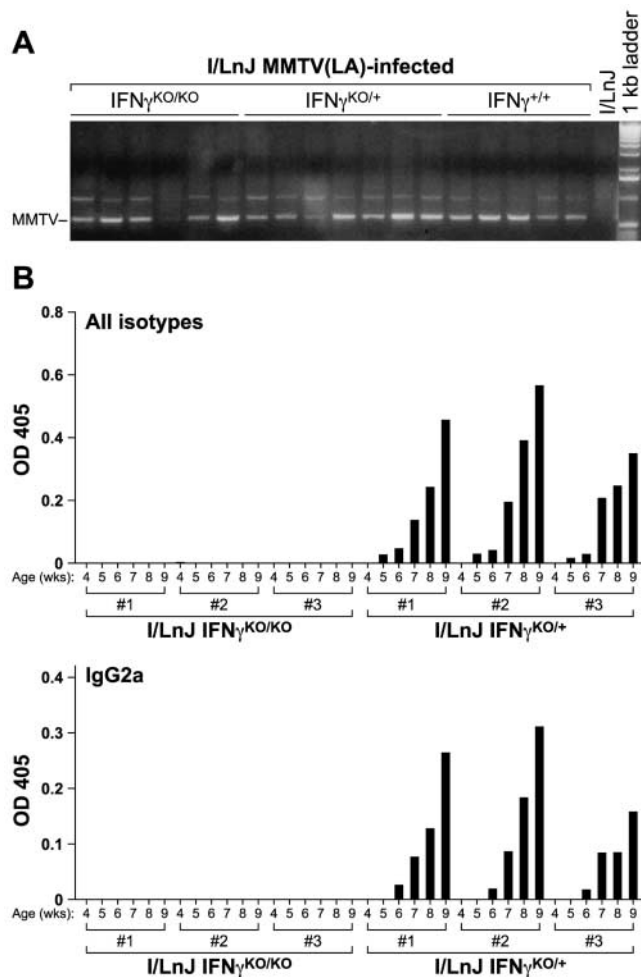 A
I/LnJ MMTV(LA)-infected
IFNγKO/KO IFNγKO/+ IFNγ+/+ I/LnJ 1 kb ladder
MMTV–
B
All isotypes
OD 405
0.8
0.6
0.4
0.2
0
Age (wks): 4 5 6 7 8 9 4 5 6 7 8 9 4 5 6 7 8 9 4 5 6 7 8 9 4 5 6 7 8 9 4 5 6 7 8 9
#1 #2 #3 #1 #2 #3
I/LnJ IFNγKO/KO I/LnJ IFNγKO/+
IgG2a
OD 405
0.4
0.3
0.2
0.1
0
Age (wks): 4 5 6 7 8 9 4 5 6 7 8 9 4 5 6 7 8 9 4 5 6 7 8 9 4 5 6 7 8 9 4 5 6 7 8 9
#1 #2 #3 #1 #2 #3
I/LnJ IFNγKO/KO I/LnJ IFNγKO/+